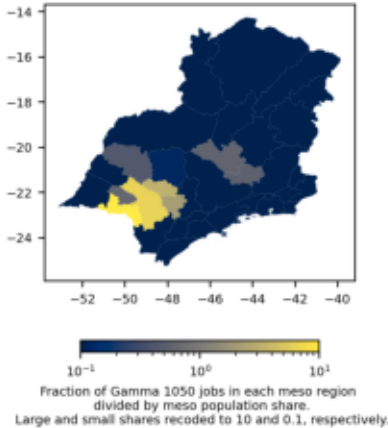 −14
−16
−18
−20
−22
−24
−52 −50 −48 −46 −44 −42 −40
10⁻¹ 10⁰ 10¹
Fraction of Gamma 1050 jobs in each meso region
divided by meso population share.
Large and small shares recoded to 10 and 0.1, respectively.